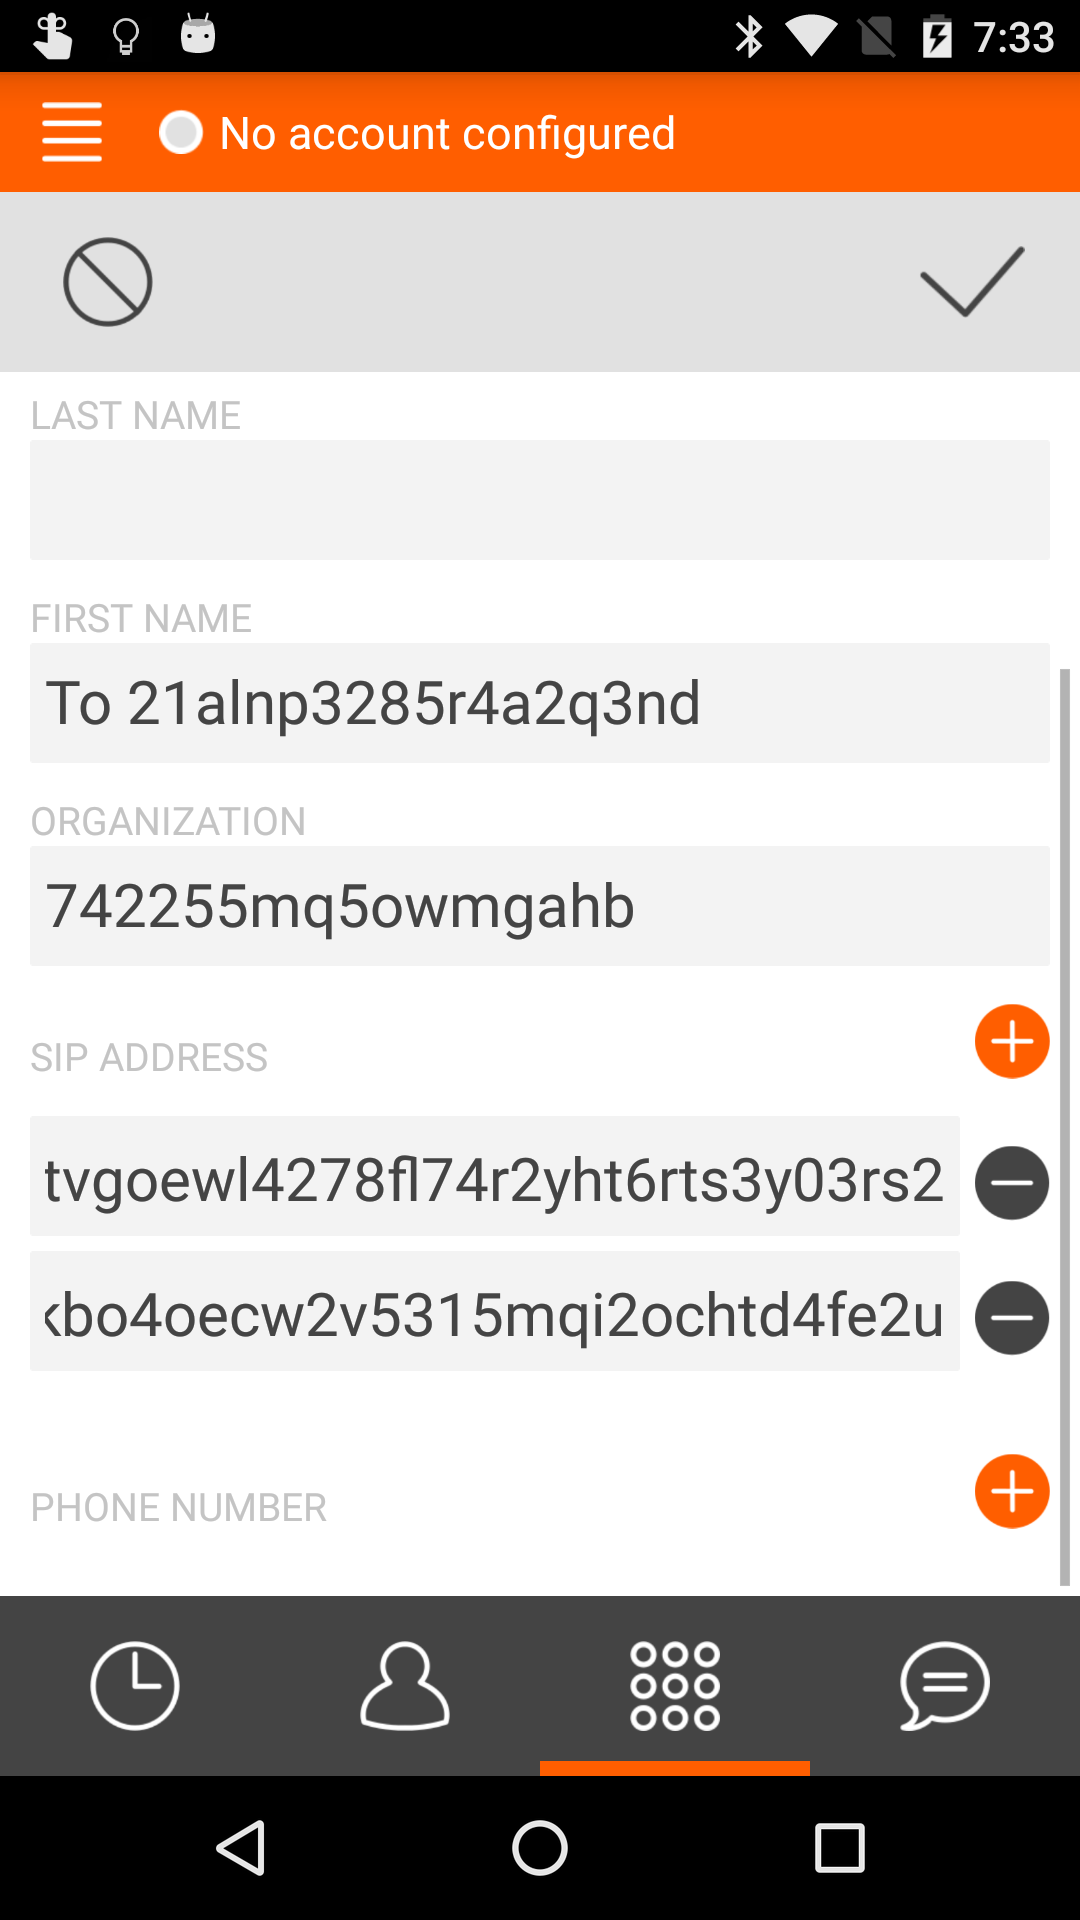 7:33
No account configured
LAST NAME
FIRST NAME
To 21alnp3285r4a2q3nd
ORGANIZATION
742255mq5owmgahb
SIP ADDRESS
tvgoewl4278fl74r2yht6rts3y03rs2
kbo4oecw2v5315mqi2ochtd4fe2u
PHONE NUMBER